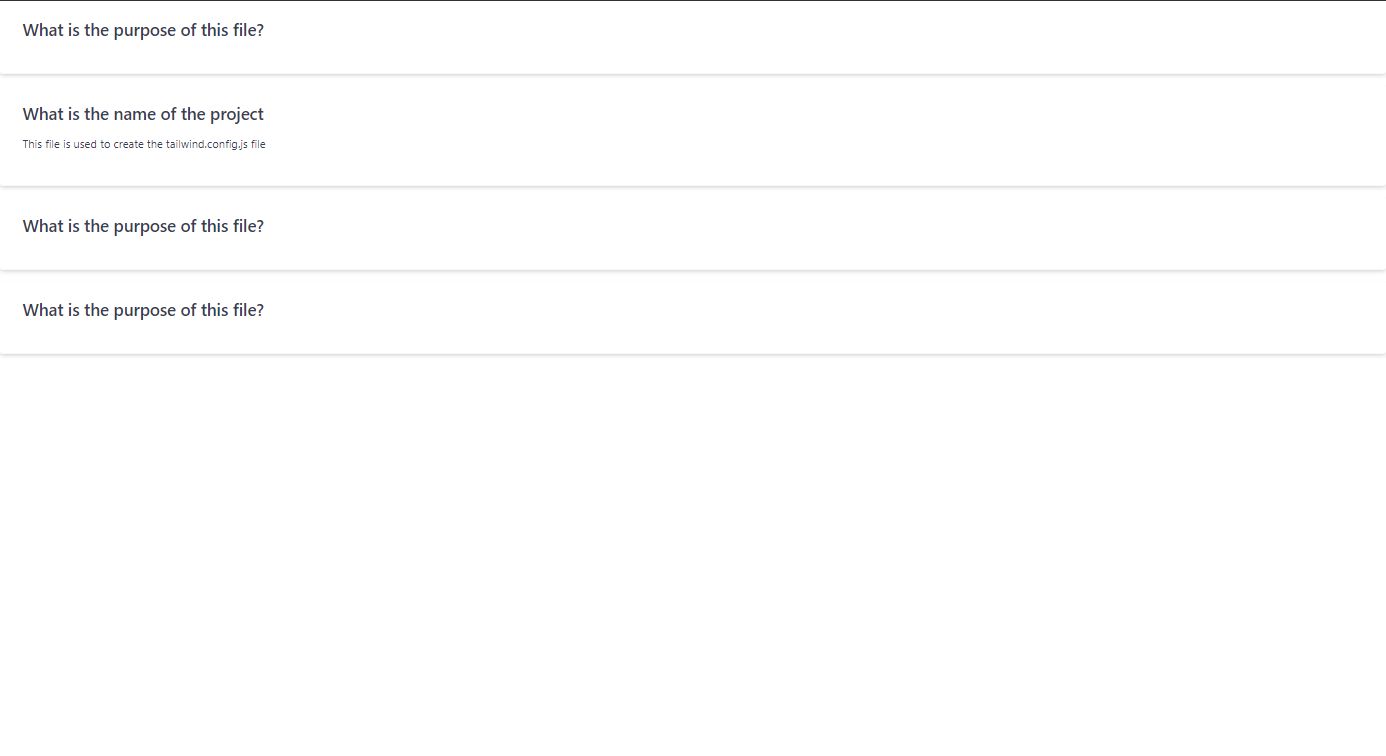 What is the purpose of this file?
What is the name of the project
This file is used to create the tailwind.config.js file
What is the purpose of this file?
What is the purpose of this file?